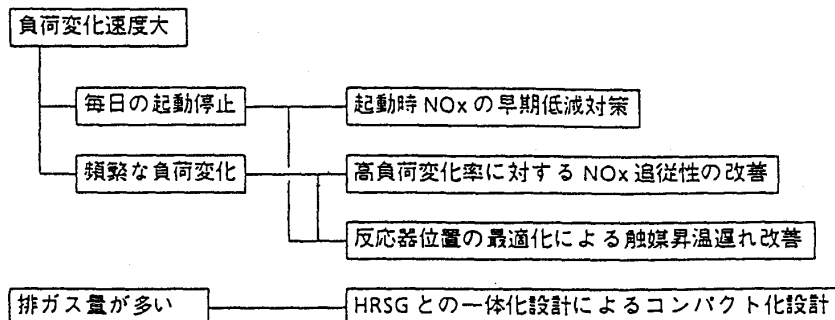 負荷変化速度大
毎日の起動停止
起動時NOxの早期低減対策
頻繁な負荷変化
高負荷変化率に対するNOx追従性の改善
反応器位置の最適化による触媒昇温遅れ改善
排ガス量が多い
HRSGとの一体化設計によるコンパクト化設計